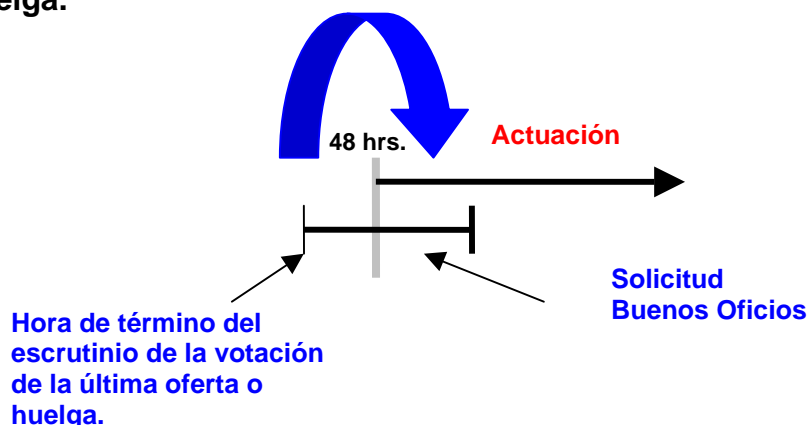 48 hrs.
Actuación
Solicitud
Buenos Oficios
Hora de término del
escrutinio de la votación
de la última oferta o
huelga.